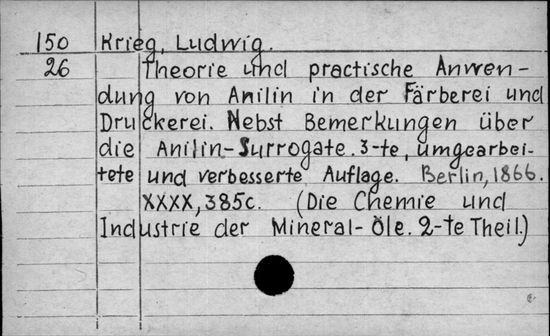 150 Krieg, Ludwig.
26 Theorie und practische Anwen-
dung von Anilin in der Färberei und
Druckerei. Nebst Bemerkungen über
die Anilin-Surrogate. 3-te, umgearbei-
tete und verbesserte Auflage. Berlin, 1866.
XXXX, 385c. (Die Chemie und
Industrie der Mineral-Öle. 2-te Theil.)